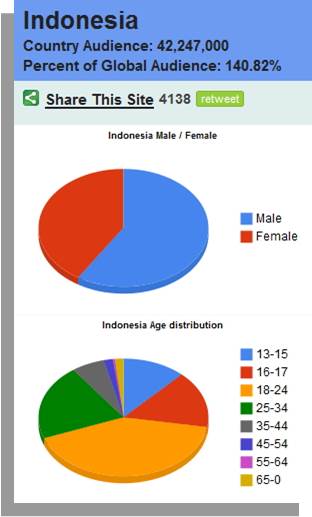 Indonesia
Country Audience: 42,247,000
Percent of Global Audience: 140.82%
Share This Site 4138 retweet
Indonesia Male / Female
Male
Female
Indonesia Age distribution
13-15
16-17
18-24
25-34
35-44
45-54
55-64
65-0